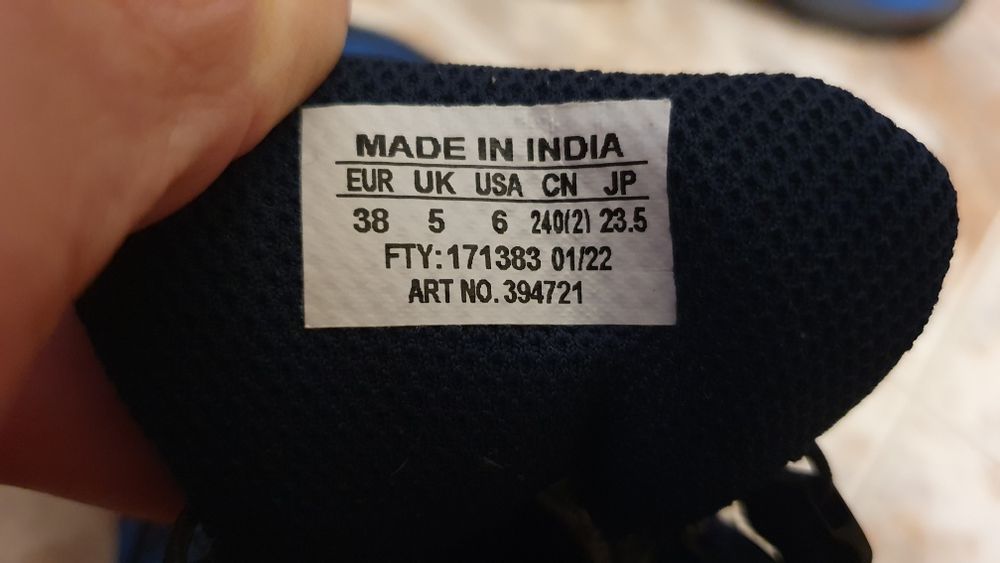 MADE IN INDIA
EUR UK USA CN JP
38 5 6 240(2) 23.5
FTY: 171383 01/22
ART NO. 394721